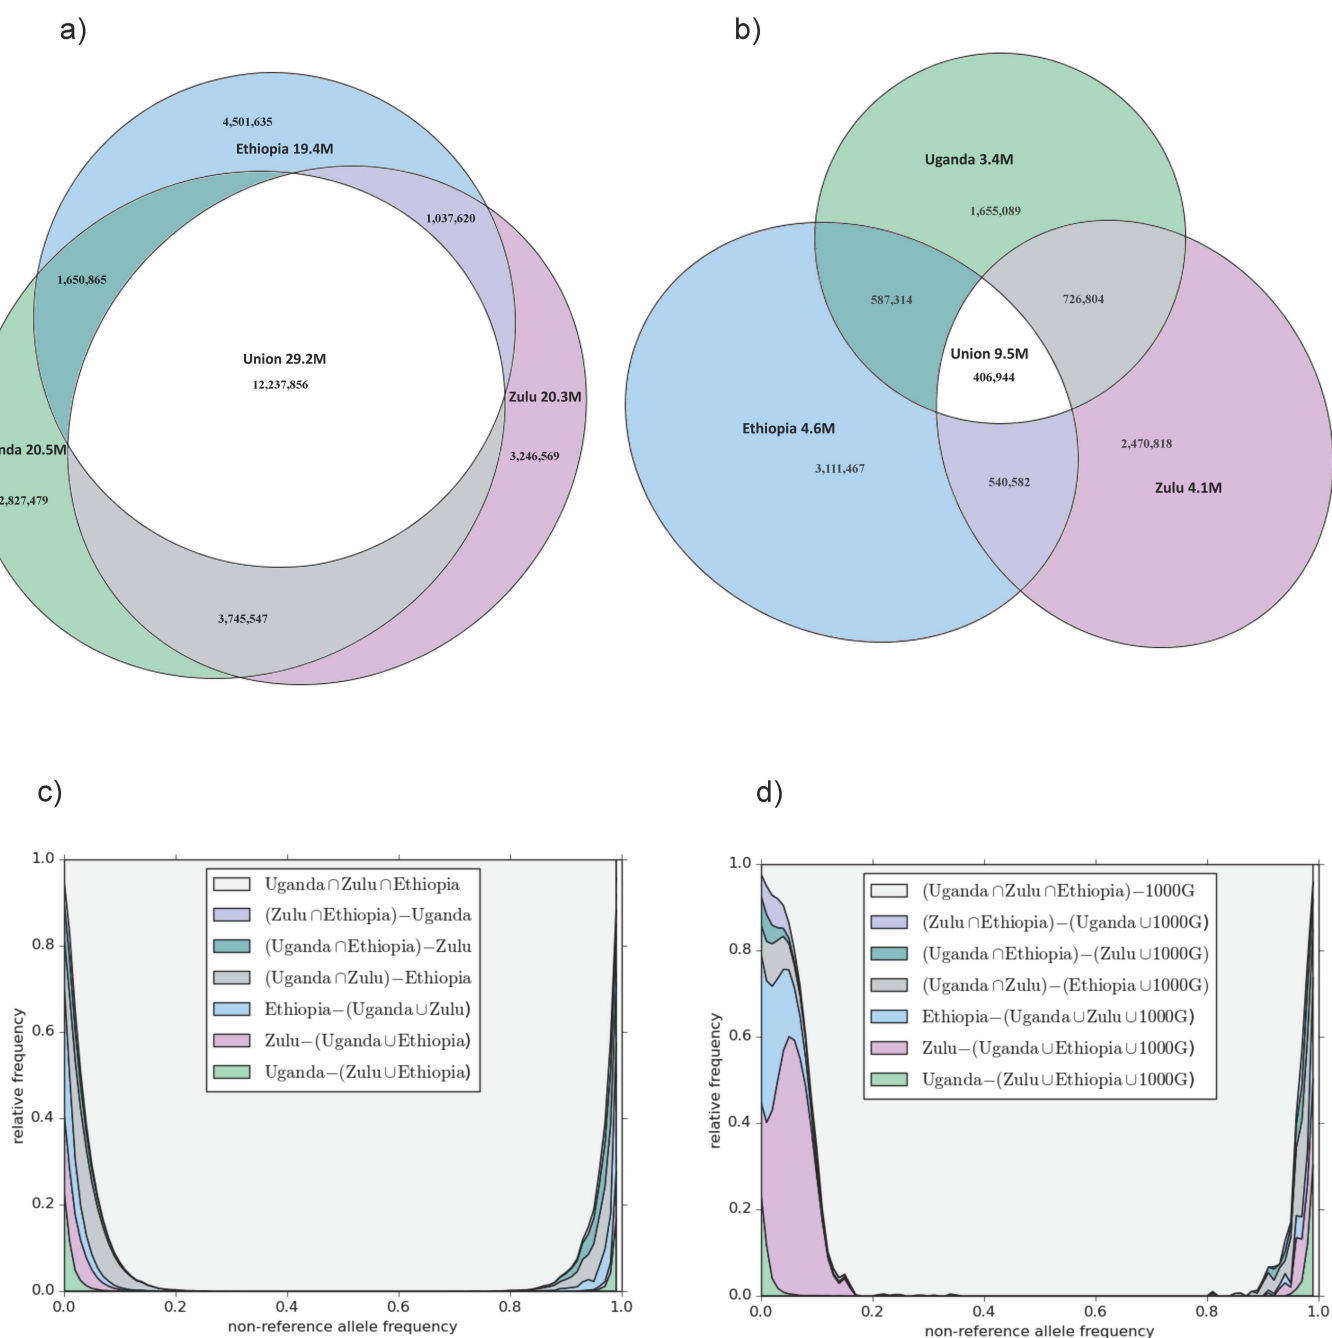 a)
4,501,635
Ethiopia 19.4M
1,037,620
1,650,865
Union 29.2M
12,237,856
Zulu 20.3M
nda 20.5M
3,246,569
2,827,479
3,745,547
b)
Uganda 3.4M
1,655,089
587,314
726,804
Union 9.5M
406,944
Ethiopia 4.6M
3,111,467
2,470,818
540,582
Zulu 4.1M
c)
1.0
0.8
0.6
0.4
0.2
0.0
relative frequency
Uganda∩Zulu∩Ethiopia
(Zulu∩Ethiopia)−Uganda
(Uganda∩Ethiopia)−Zulu
(Uganda∩Zulu)−Ethiopia
Ethiopia−(Uganda∪Zulu)
Zulu−(Uganda∪Ethiopia)
Uganda−(Zulu∪Ethiopia)
0.0 0.2 0.4 0.6 0.8 1.0
non-reference allele frequency
d)
1.0
0.8
0.6
0.4
0.2
0.0
relative frequency
(Uganda∩Zulu∩Ethiopia)−1000G
(Zulu∩Ethiopia)−(Uganda∪1000G)
(Uganda∩Ethiopia)−(Zulu∪1000G)
(Uganda∩Zulu)−(Ethiopia∪1000G)
Ethiopia−(Uganda∪Zulu∪1000G)
Zulu−(Uganda∪Ethiopia∪1000G)
Uganda−(Zulu∪Ethiopia∪1000G)
0.0 0.2 0.4 0.6 0.8 1.0
non-reference allele frequency